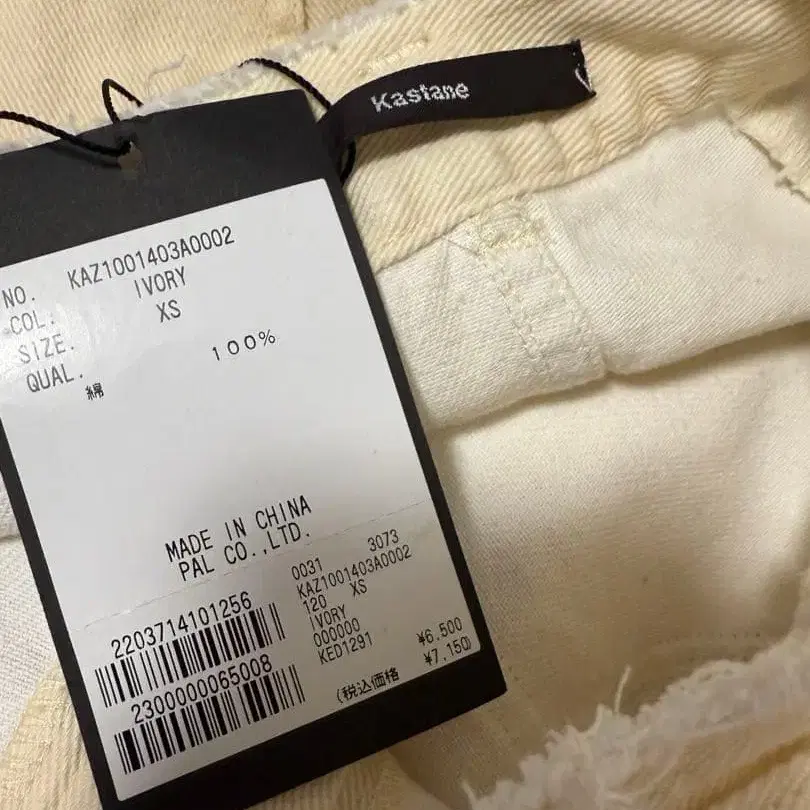 Kastane
NO. KAZ1001403A0002
COL. IVORY
SIZE. XS
QUAL. 100%
綿
MADE IN CHINA
PAL CO.,LTD.
0031 3073
KAZ1001403A0002
120 XS
IVORY
000000
KED1291
2203714101256
2300000065008
¥6,500
(税込価格 ¥7,150)